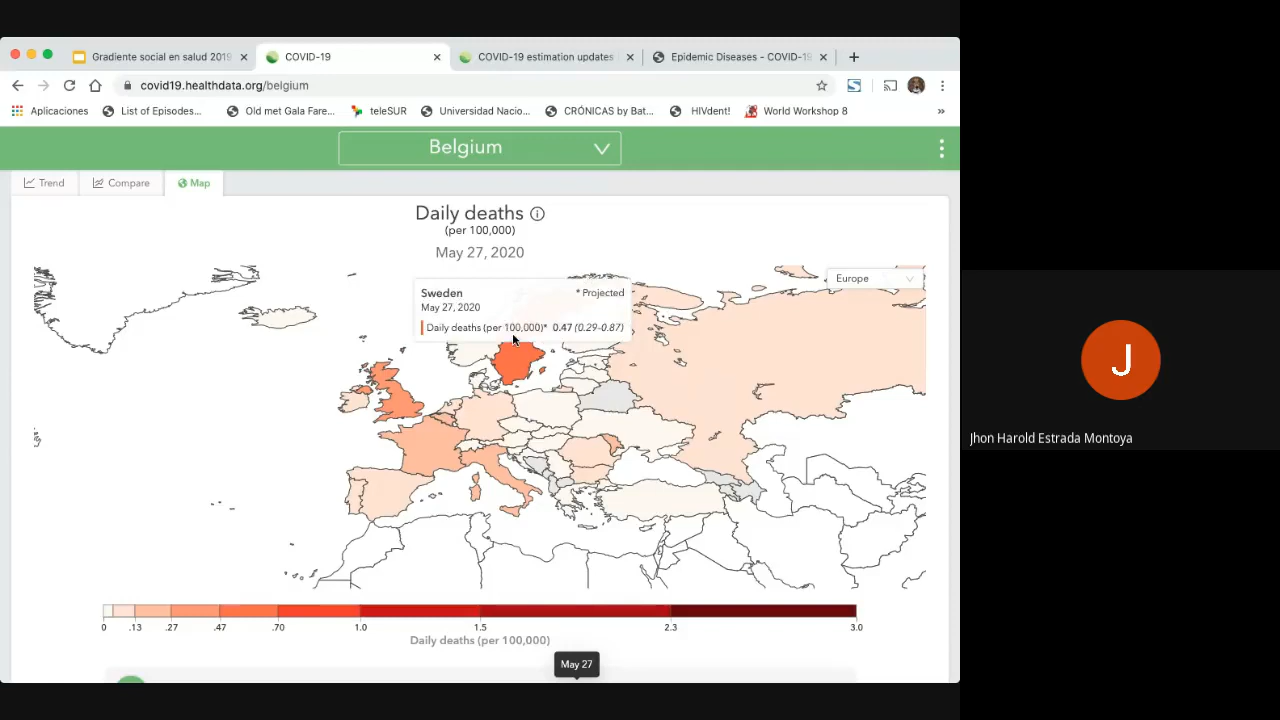 Gradiente social en salud 2019
COVID-19
COVID-19 estimation updates
Epidemic Diseases - COVID-19
covid19.healthdata.org/belgium
Aplicaciones
List of Episodes...
Old met Gala Fare...
teleSUR
Universidad Nacio...
CRÓNICAS by Bat...
HIVdent!
World Workshop 8
»
Belgium
Trend
Compare
Map
Daily deaths
(per 100,000)
May 27, 2020
Europe
Sweden
* Projected
May 27, 2020
Daily deaths (per 100,000)* 0.47 (0.29-0.87)
J
Jhon Harold Estrada Montoya
0 .13 .27 .47 .70 1.0 1.5 2.3 3.0
Daily deaths (per 100,000)
May 27